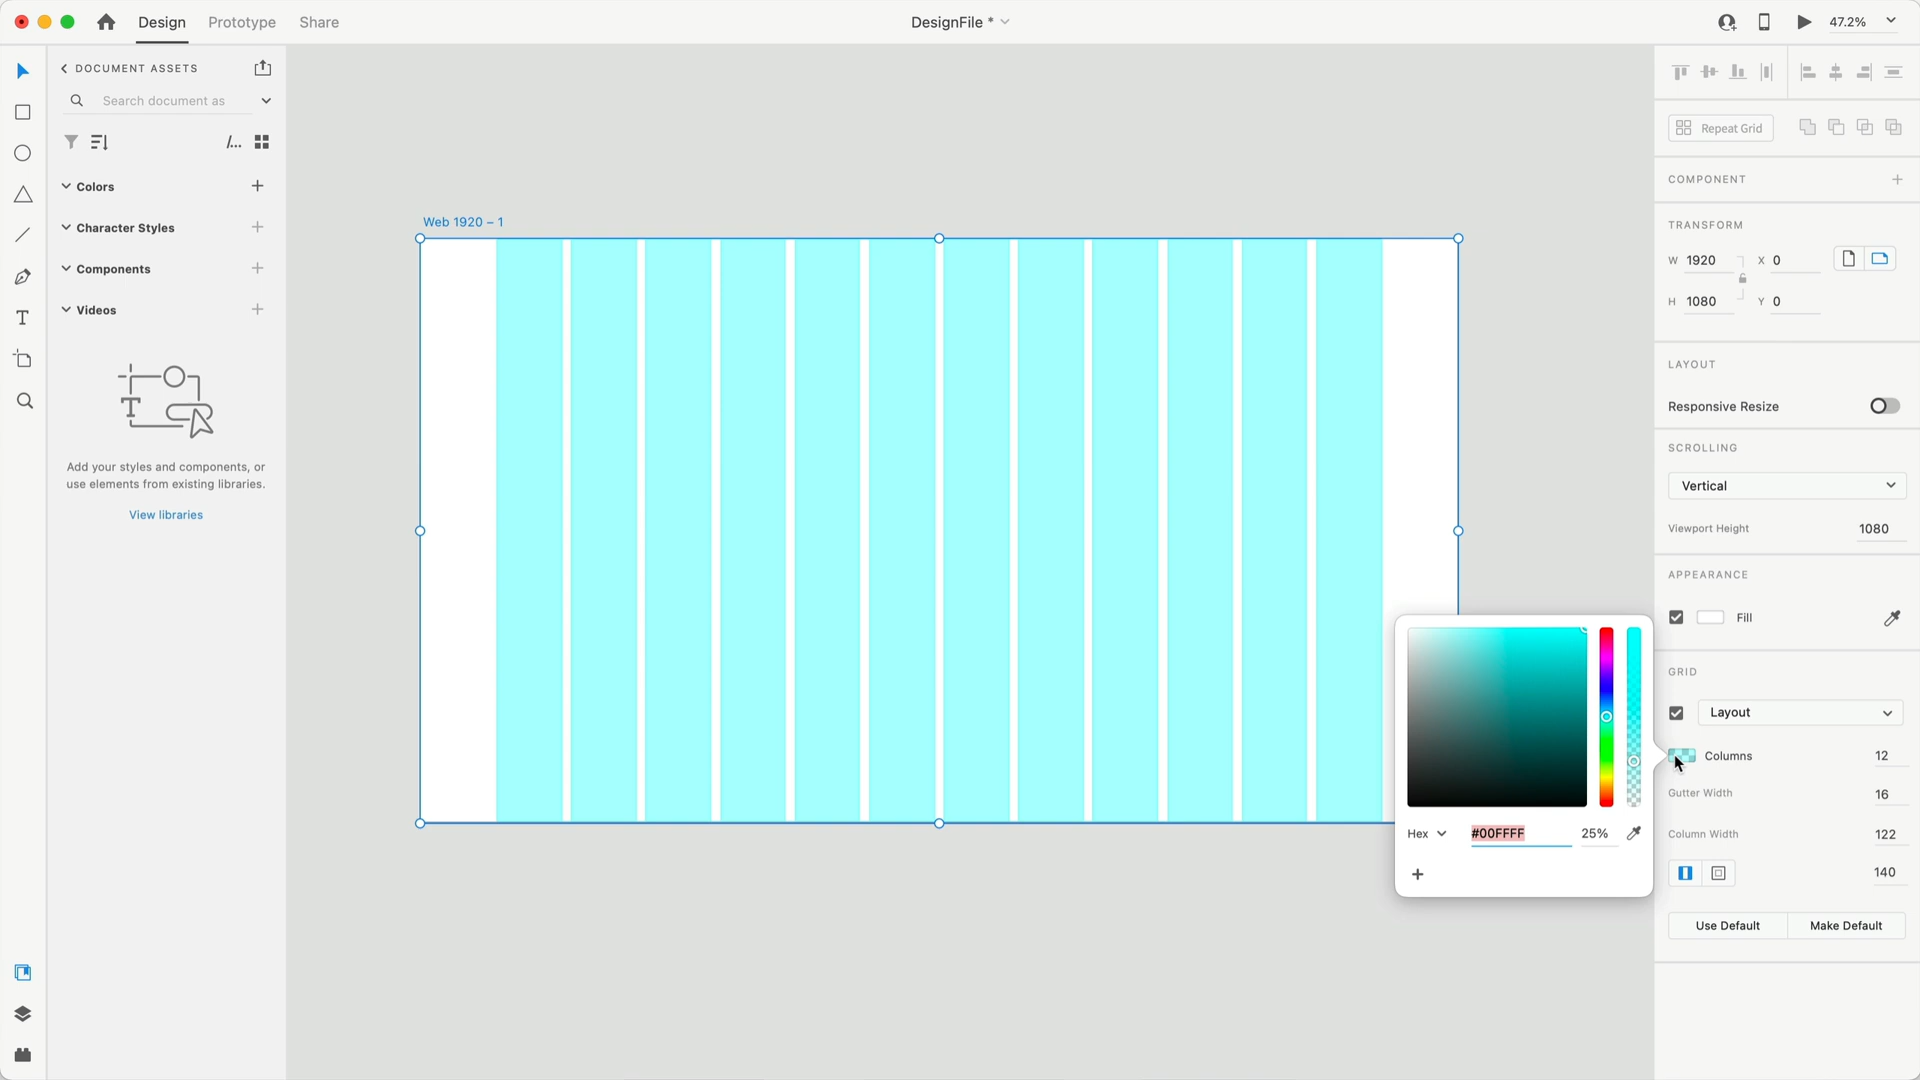 Design
Prototype
Share
DesignFile *
47.2%
DOCUMENT ASSETS
Search document as
/...
Colors
Character Styles
Components
Videos
Add your styles and components, or
use elements from existing libraries.
View libraries
Web 1920 – 1
Hex
#00FFFF
25%
Repeat Grid
COMPONENT
TRANSFORM
W 1920
X 0
H 1080
Y 0
LAYOUT
Responsive Resize
SCROLLING
Vertical
Viewport Height 1080
APPEARANCE
Fill
GRID
Layout
Columns 12
Gutter Width 16
Column Width 122
140
Use Default
Make Default